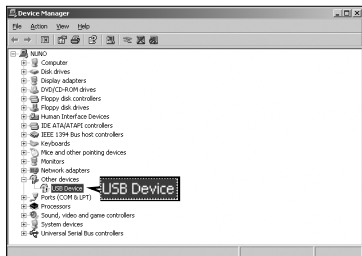 Device Manager
File Action View Help
NUNO
Computer
Disk drives
Display adapters
DVD/CD-ROM drives
Floppy disk controllers
Floppy disk drives
Human Interface Devices
IDE ATA/ATAPI controllers
IEEE 1394 Bus host controllers
Keyboards
Mice and other pointing devices
Monitors
Network adapters
Other devices
USB Device
USB Device
Ports (COM & LPT)
Processors
Sound, video and game controllers
System devices
Universal Serial Bus controllers